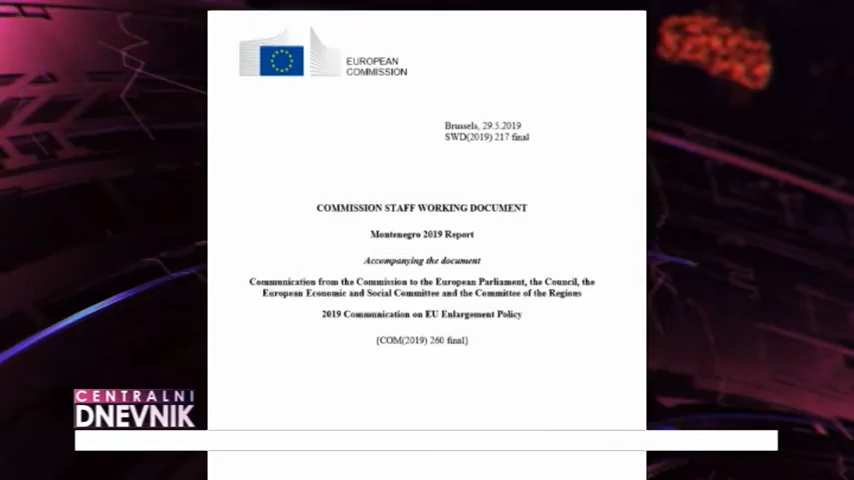 EUROPEAN
COMMISSION
Brussels, 29.5.2019
SWD(2019) 217 final
COMMISSION STAFF WORKING DOCUMENT
Montenegro 2019 Report
Accompanying the document
Communication from the Commission to the European Parliament, the Council, the
European Economic and Social Committee and the Committee of the Regions
2019 Communication on EU Enlargement Policy
{COM(2019) 260 final}
CENTRALNI
DNEVNIK